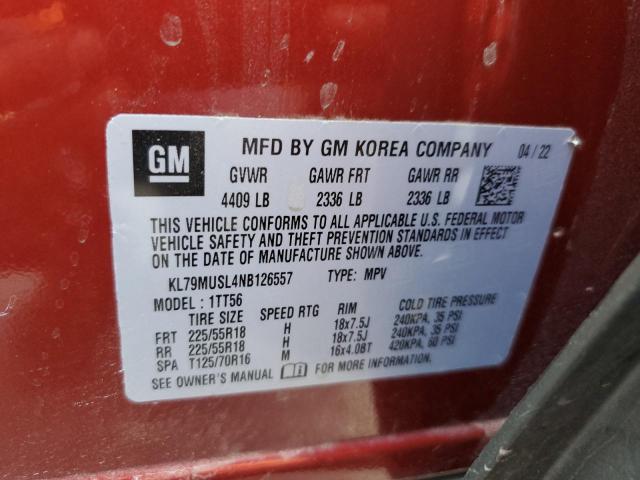 GM MFD BY GM KOREA COMPANY 04 / 22
GVWR GAWR FRT GAWR RR
4409 LB 2336 LB 2336 LB
THIS VEHICLE CONFORMS TO ALL APPLICABLE U.S. FEDERAL MOTOR
VEHICLE SAFETY AND THEFT PREVENTION STANDARDS IN EFFECT
ON THE DATE OF MANUFACTURE SHOWN ABOVE.
KL79MUSL4NB126557 TYPE: MPV
MODEL : 1TT56
TIRE SIZE SPEED RTG RIM COLD TIRE PRESSURE
FRT 225/55R18 H 18x7.5J 240KPA, 35 PSI
RR 225/55R18 H 18x7.5J 240KPA, 35 PSI
SPA T125/70R16 M 16x4.0BT 420KPA, 60 PSI
SEE OWNER'S MANUAL FOR MORE INFORMATION.